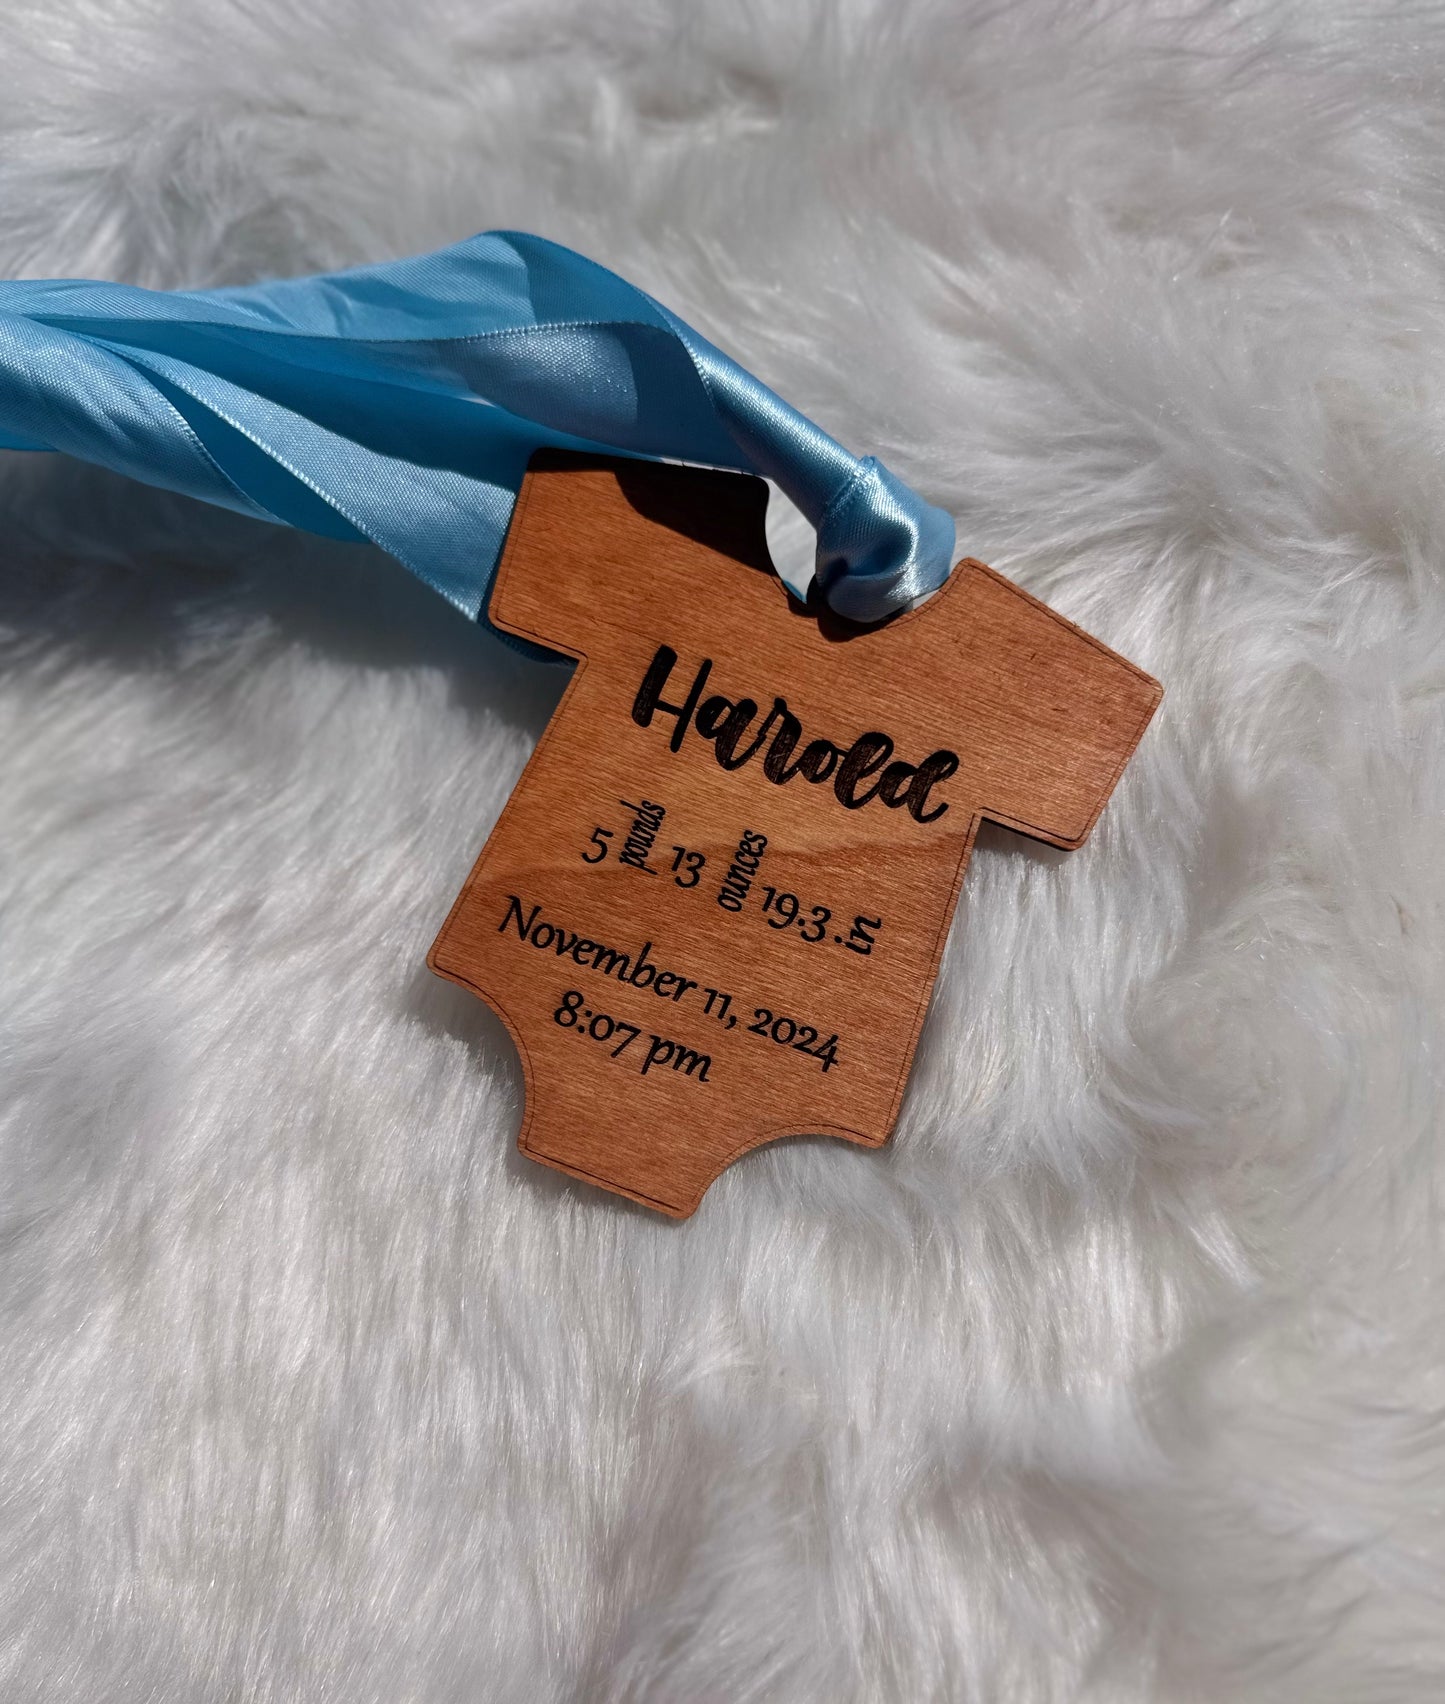 Harold
5 pounds 13 ounces 19.3 .in
November 11, 2024
8:07 pm